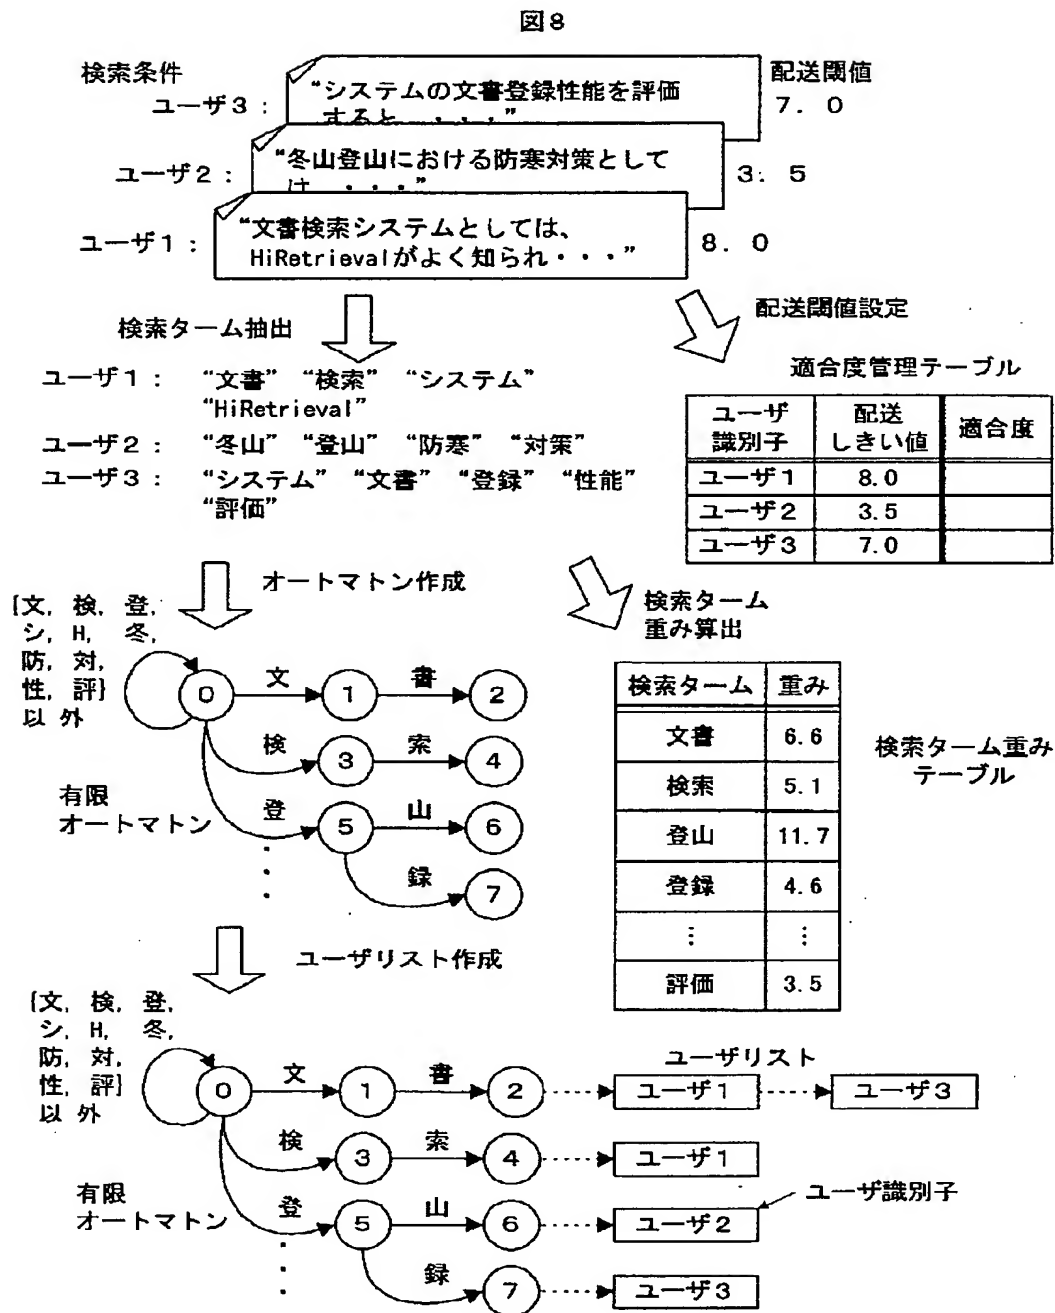 図8
検索条件
配送閾値
ユーザ3:
“システムの文書登録性能を評価
すると・・・・”
7.0
ユーザ2:
“冬山登山における防寒対策として
は、・・・・”
3.5
ユーザ1:
“文書検索システムとしては、
HiRetrievalがよく知られ・・・”
8.0
配送閾値設定
検索ターム抽出
ユーザ1: “文書” “検索” “システム”
“HiRetrieval”
ユーザ2: “冬山” “登山” “防寒” “対策”
ユーザ3: “システム” “文書” “登録” “性能”
“評価”
適合度管理テーブル
ユーザ識別子 配送しきい値 適合度
ユーザ1 8.0
ユーザ2 3.5
ユーザ3 7.0
オートマトン作成
検索ターム
重み算出
{文, 検, 登,
シ, H, 冬,
防, 対,
性, 評}
以外
0 文 1 書 2
検 3 索 4
登 5 山 6
録 7
有限
オートマトン
検索ターム 重み
文書 6.6
検索 5.1
登山 11.7
登録 4.6
⋮ ⋮
評価 3.5
検索ターム重み
テーブル
ユーザリスト作成
{文, 検, 登,
シ, H, 冬,
防, 対,
性, 評}
以外
ユーザリスト
0 文 1 書 2 ユーザ1 ユーザ3
検 3 索 4 ユーザ1
登 5 山 6 ユーザ2
録 7 ユーザ3
ユーザ識別子
有限
オートマトン